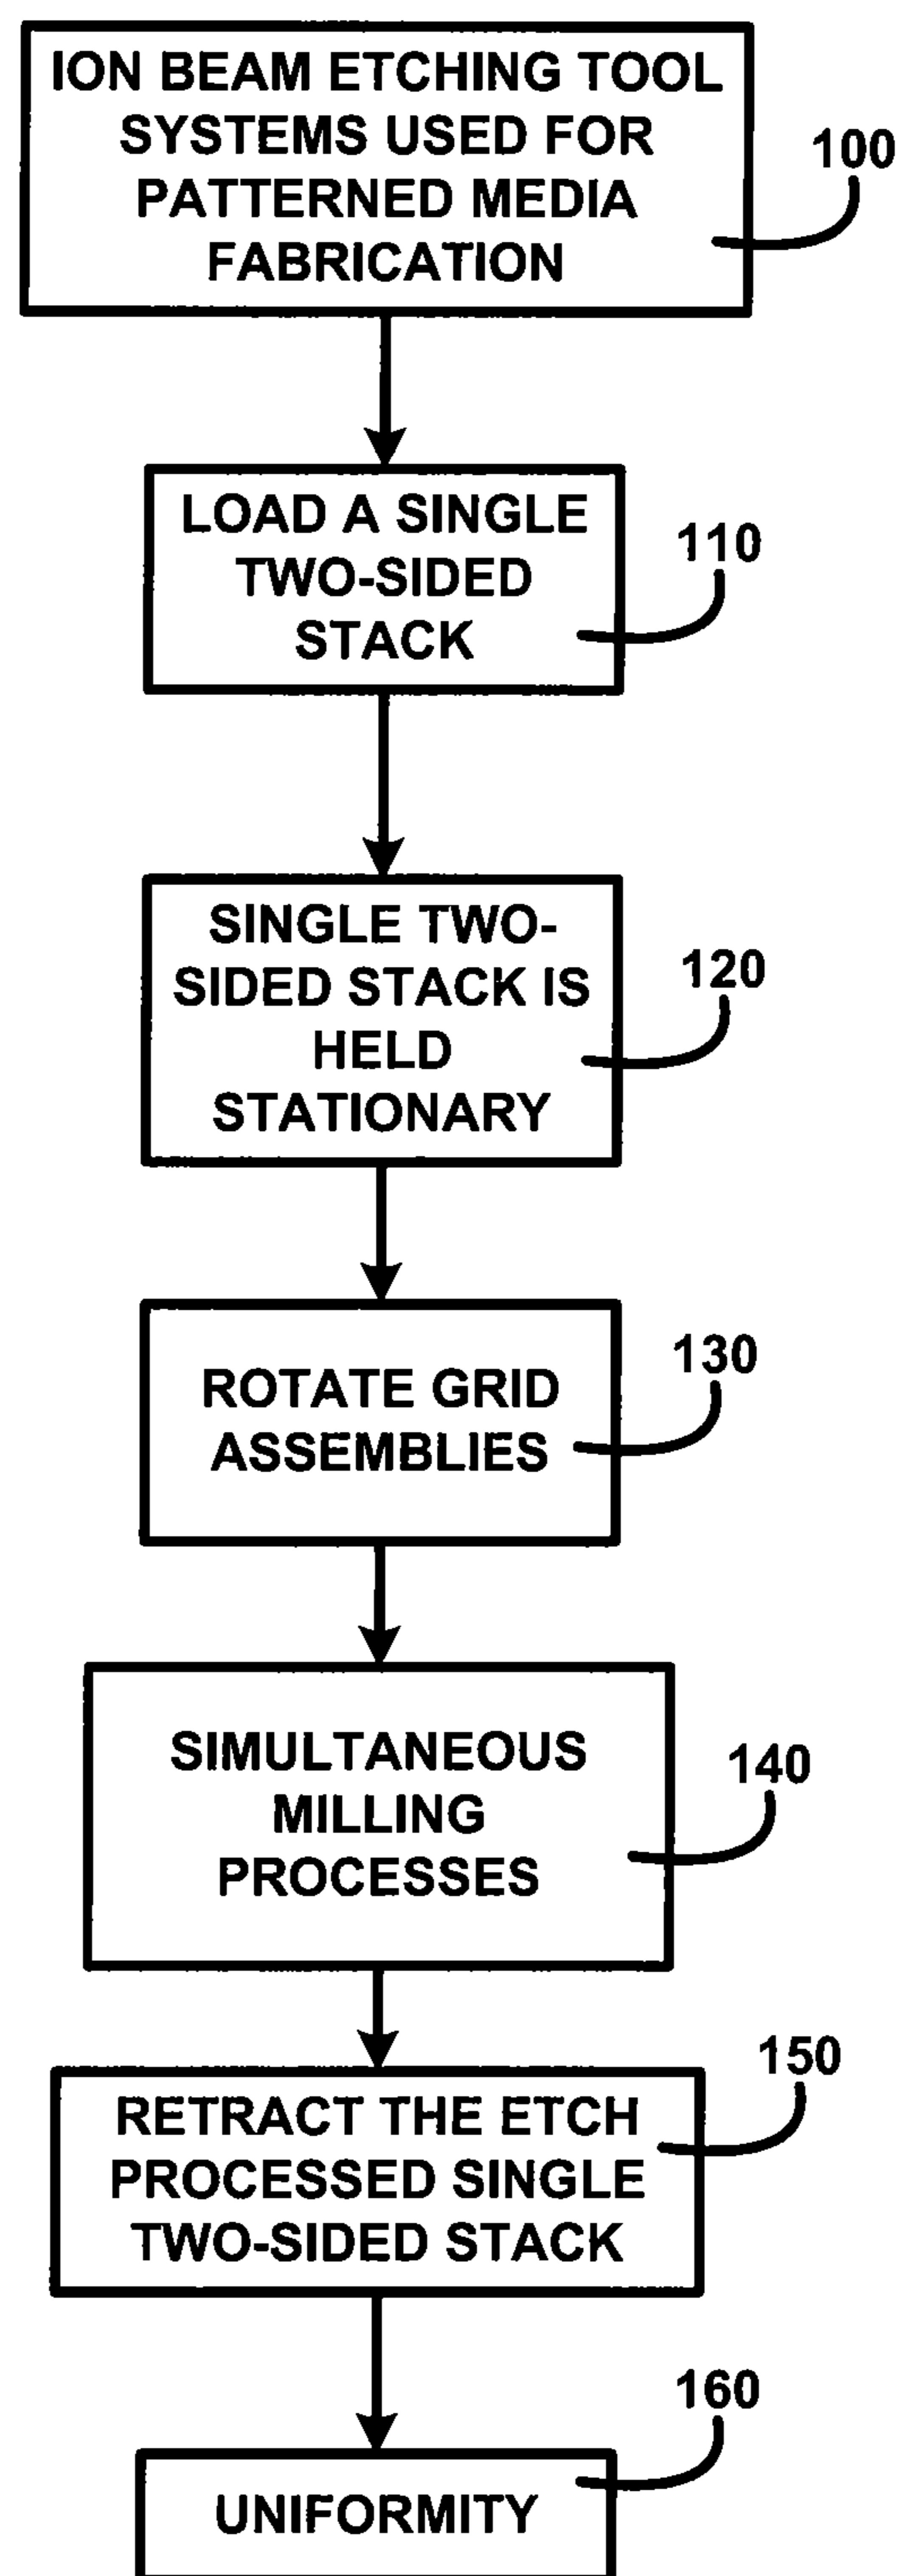 ION BEAM ETCHING TOOL
SYSTEMS USED FOR
PATTERNED MEDIA
FABRICATION
100
LOAD A SINGLE
TWO-SIDED
STACK
110
SINGLE TWO-
SIDED STACK IS
HELD
STATIONARY
120
ROTATE GRID
ASSEMBLIES
130
SIMULTANEOUS
MILLING
PROCESSES
140
RETRACT THE ETCH
PROCESSED SINGLE
TWO-SIDED STACK
150
UNIFORMITY
160